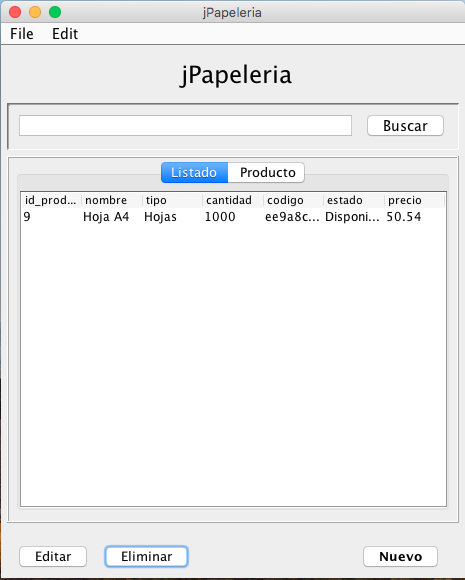 jPapeleria
File Edit
jPapeleria
Buscar
Listado Producto
id_prod... nombre tipo cantidad codigo estado precio
9 Hoja A4 Hojas 1000 ee9a8c... Disponi... 50.54
Editar Eliminar Nuevo